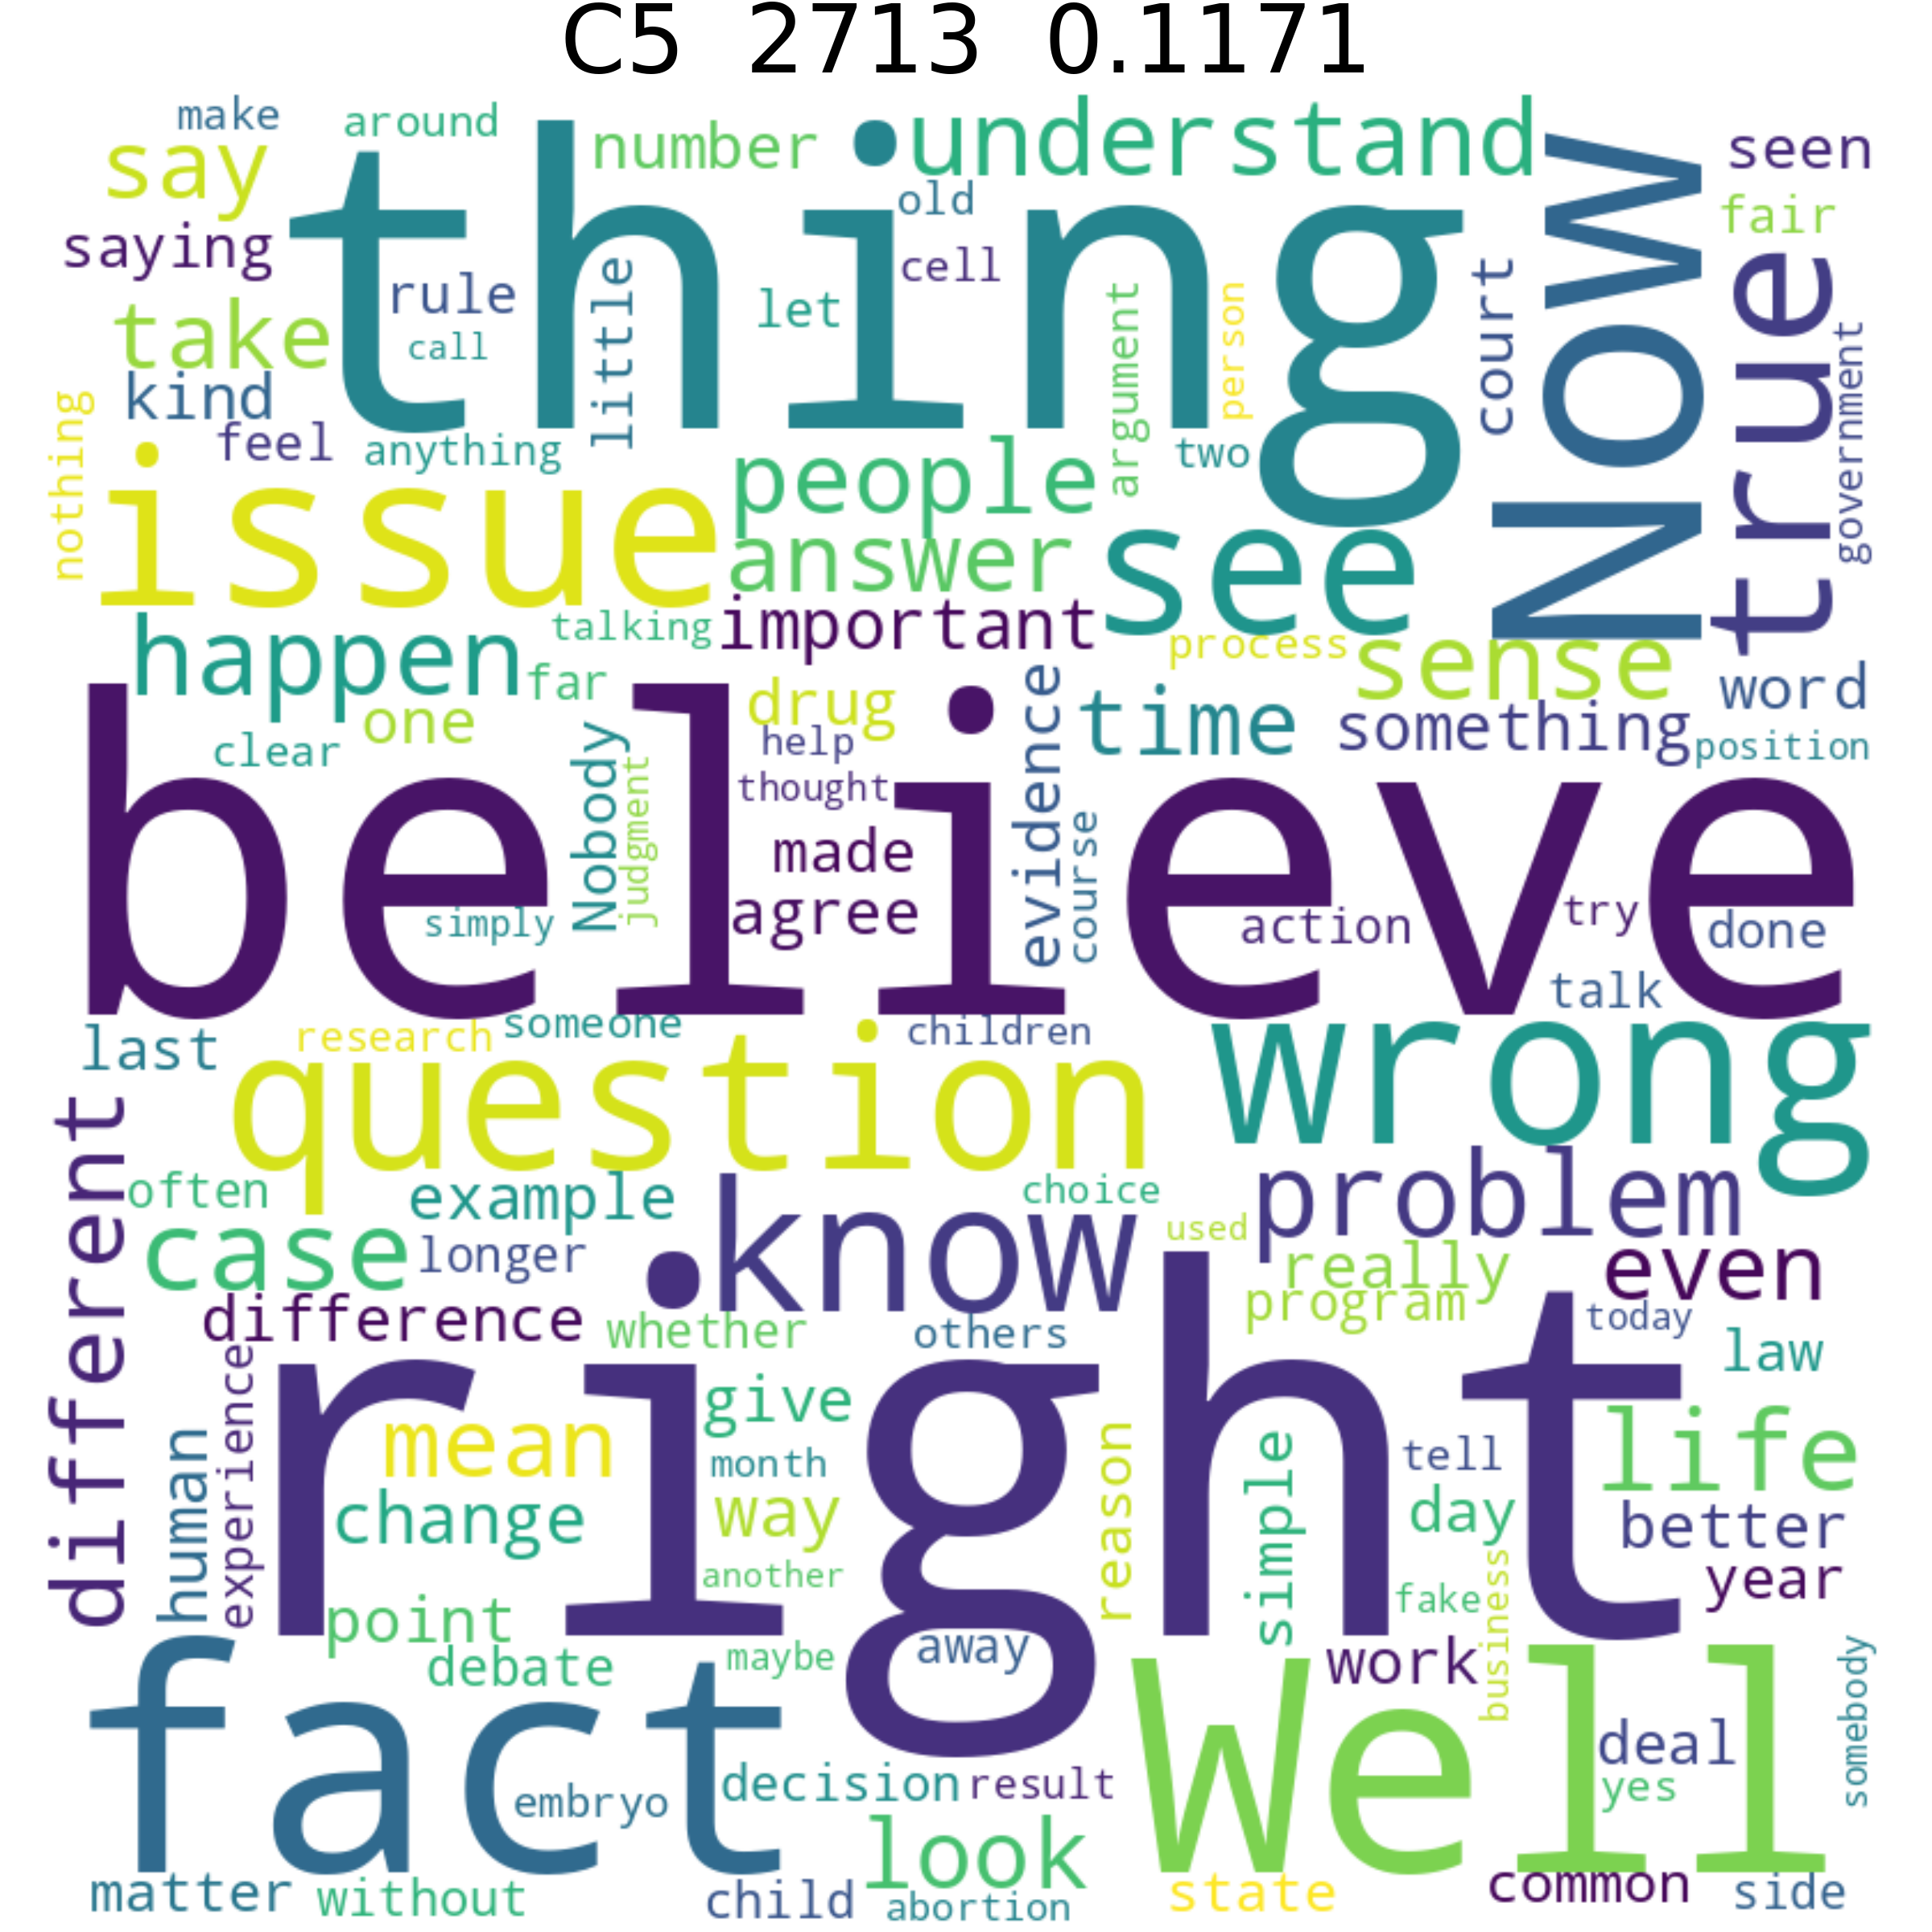 C5 2713 0.1171
make around number understand seen
say old fair
saying thing Now true
rule little let cell argument person court
take call government
kind
nothing feel anything people two
issue answer see
happen talking important process sense
far drug evidence time word
one help something position
clear Nobody judgment thought
believe made course
simply agree action try done
talk
last research someone children wrong
different question
often example choice problem
case longer know used really even
difference whether others program today law
human experience right give reason simple tell life
mean month day better
change way
another fake business year
point away work somebody
debate maybe
fact well deal
embryo decision result yes
look
matter without child abortion state common side